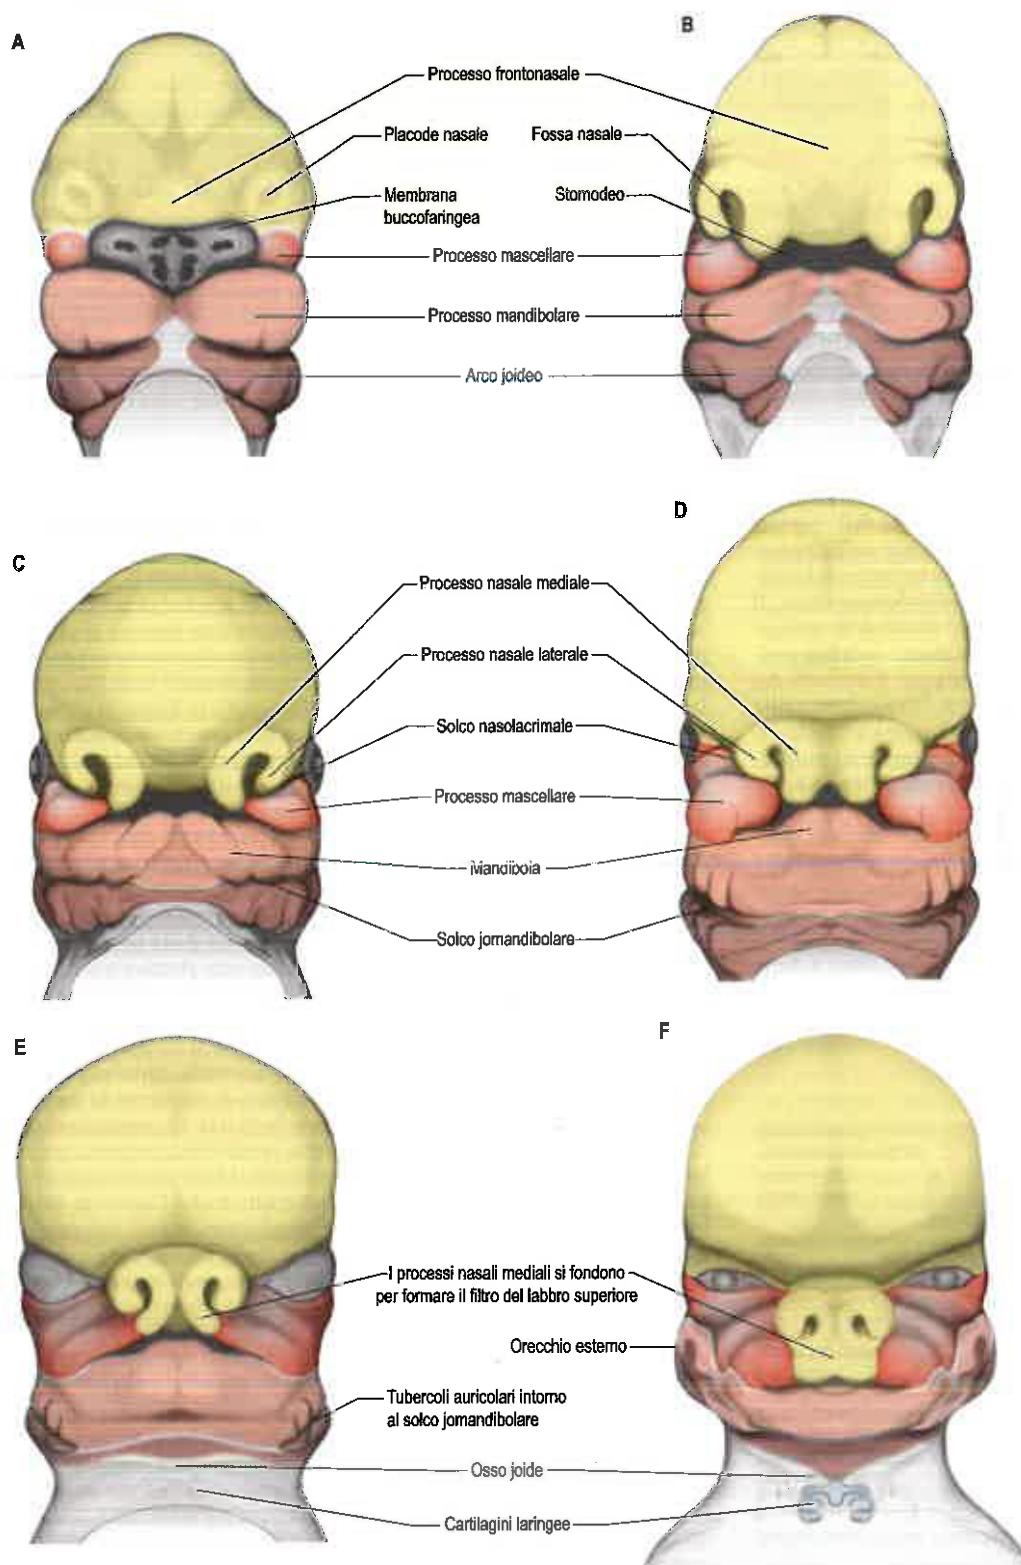 A
B
Processo frontonasale
Placode nasale
Fossa nasale
Membrana
buccofaringea
Stomodeo
Processo mascellare
Processo mandibolare
Arco joideo
C
D
Processo nasale mediale
Processo nasale laterale
Solco nasolacrimale
Processo mascellare
Mandibola
Solco jomandibolare
E
F
I processi nasali mediali si fondono
per formare il filtro del labbro superiore
Orecchio esterno
Tubercoli auricolari intorno
al solco jomandibolare
Osso joide
Cartilagini laringee